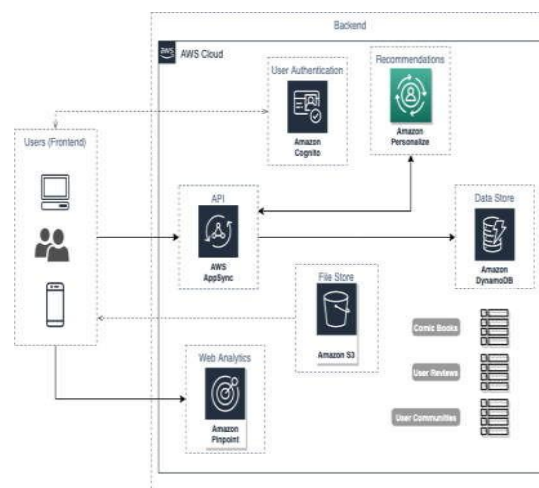 Backend
aws
AWS Cloud
User Authentication
Amazon
Cognito
Recommendations
Amazon
Personalize
Users (Frontend)
API
AWS
AppSync
Data Store
Amazon
DynamoDB
File Store
Amazon S3
Comic Books
User Reviews
User Communities
Web Analytics
Amazon
Pinpoint